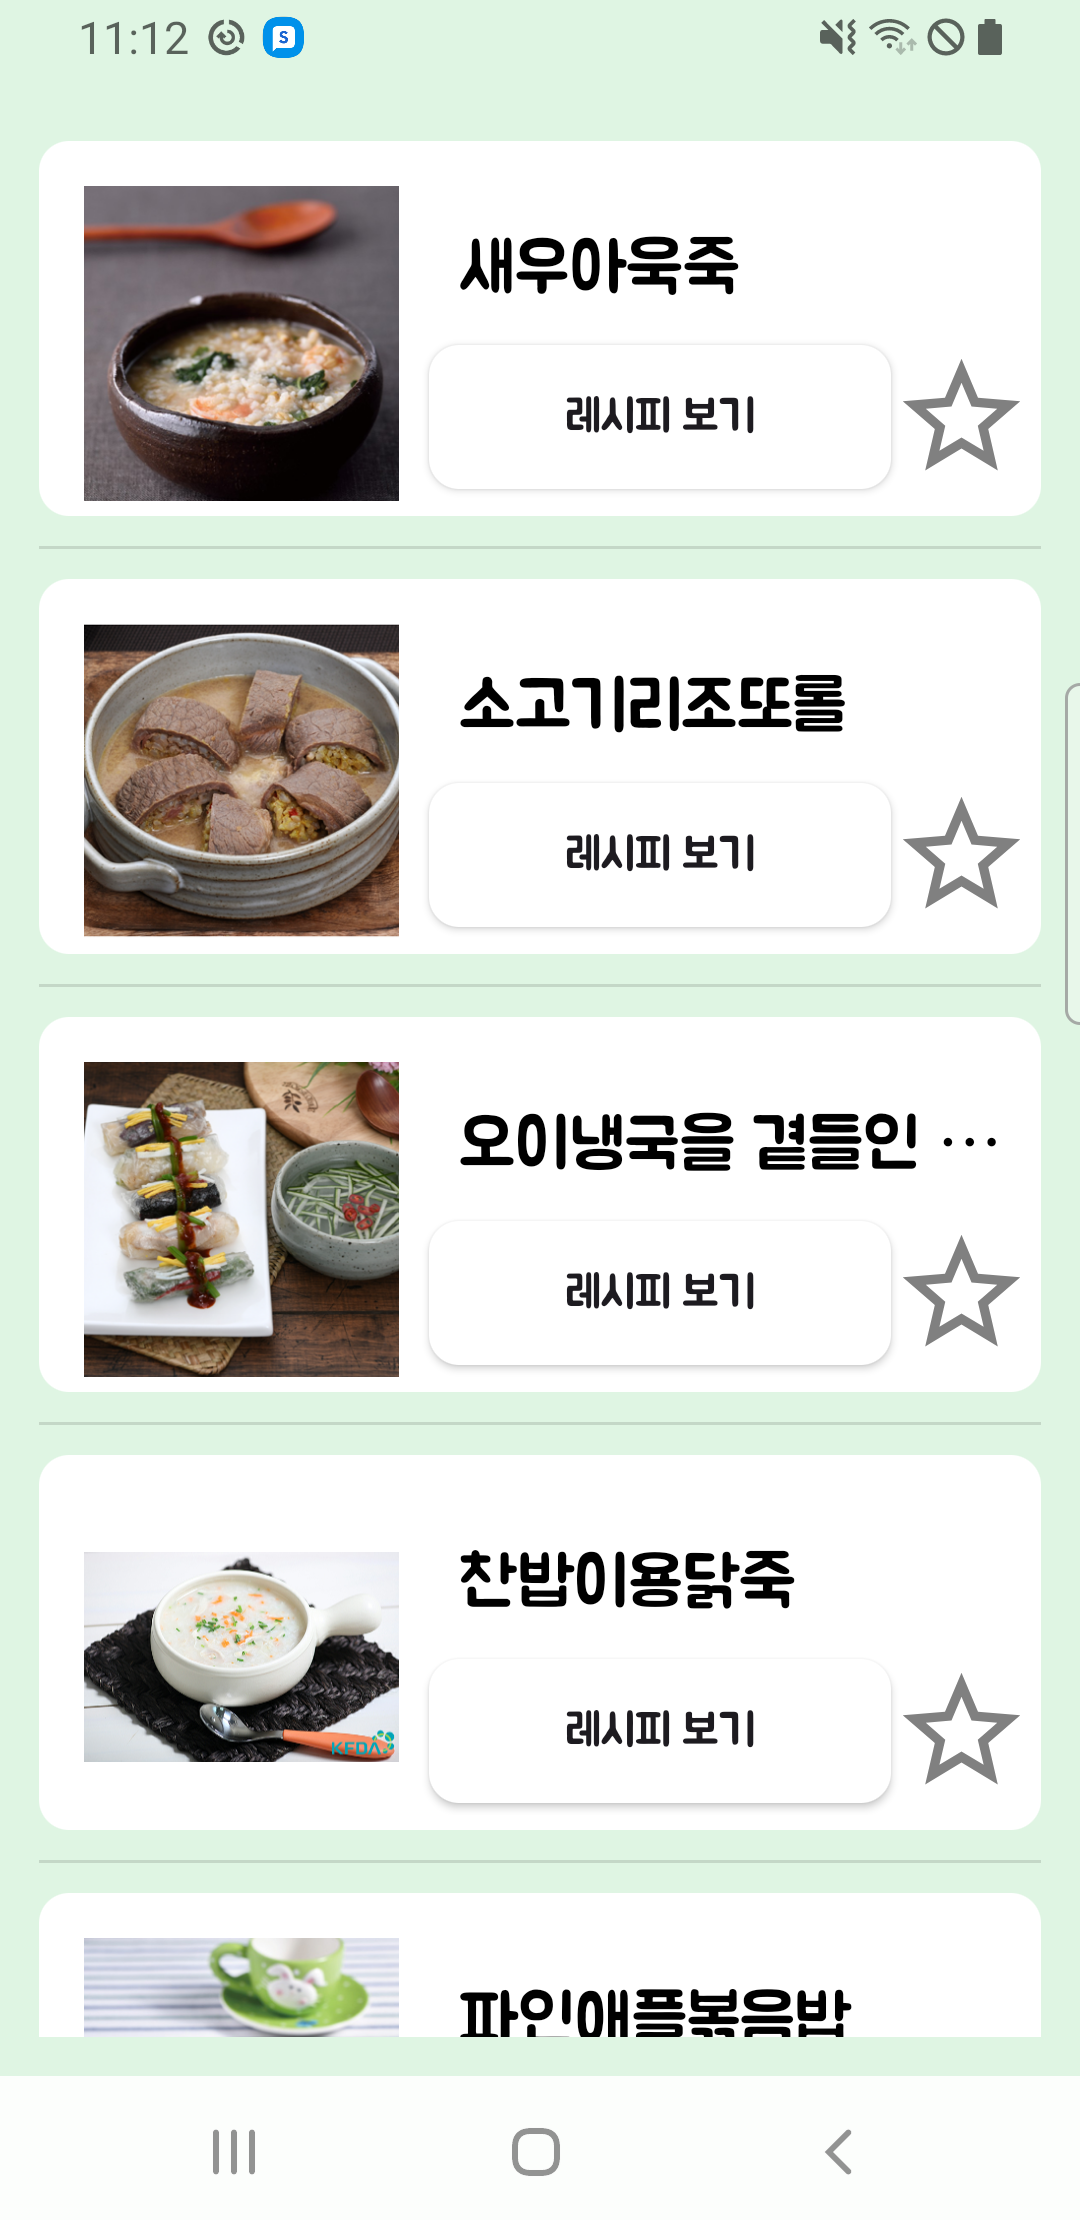 11:12
새우아욱죽
레시피 보기
소고기리조또롤
레시피 보기
오이냉국을 곁들인 ···
레시피 보기
찬밥이용닭죽
레시피 보기
KFDA
파인애플볶음밥